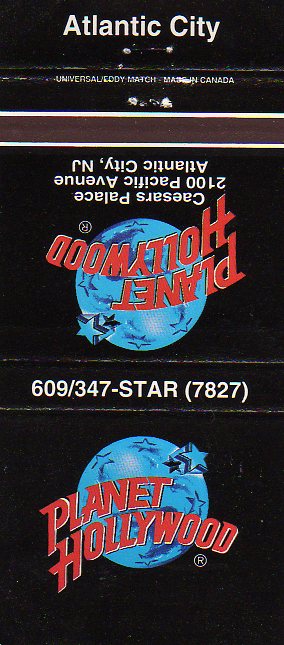 Atlantic City
UNIVERSAL/EDDY MATCH - MADE IN CANADA
Caesars Palace
2100 Pacific Avenue
Atlantic City, NJ
PLANET
HOLLYWOOD
®
609/347-STAR (7827)
PLANET
HOLLYWOOD
®